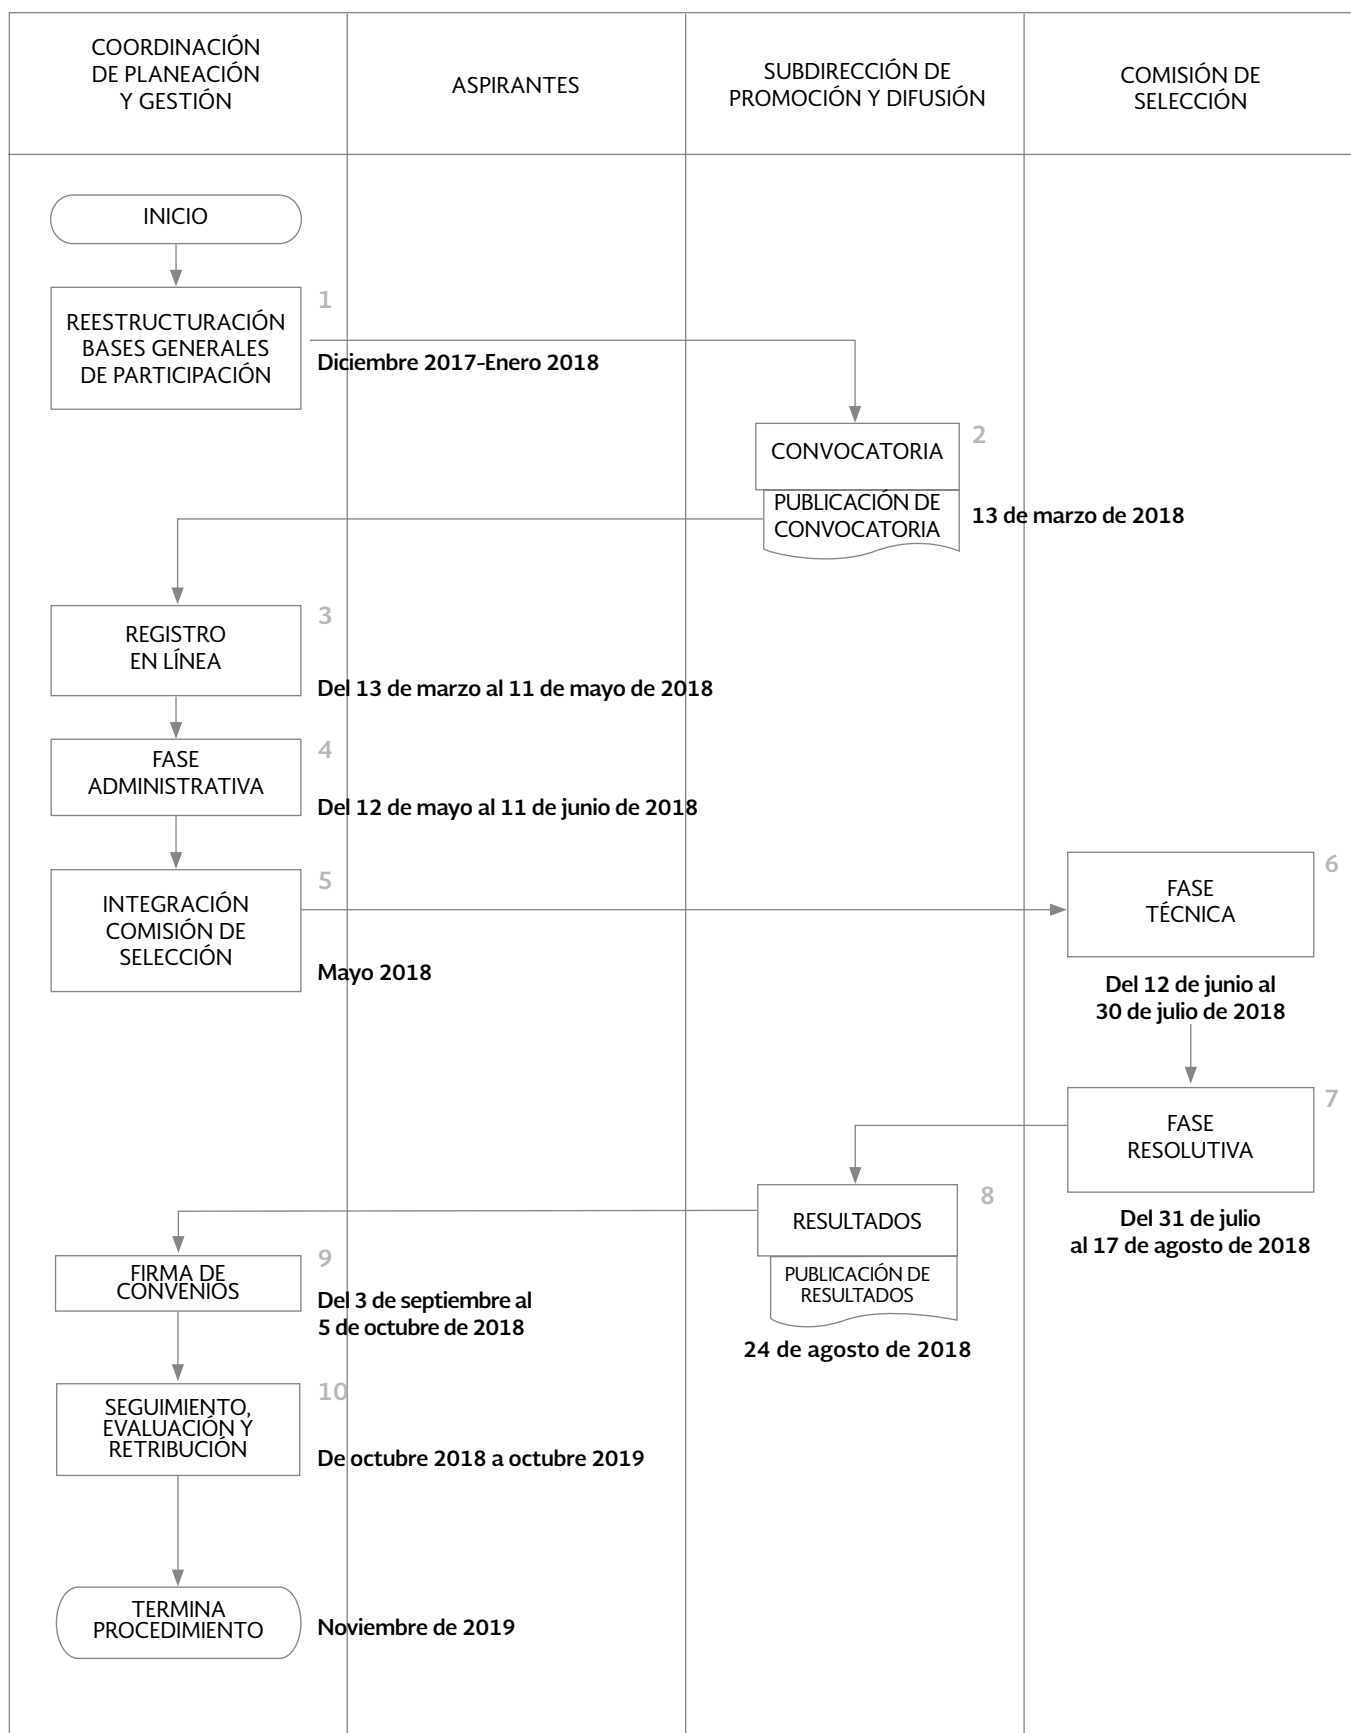 COORDINACIÓN
DE PLANEACIÓN
Y GESTIÓN
ASPIRANTES
SUBDIRECCIÓN DE
PROMOCIÓN Y DIFUSIÓN
COMISIÓN DE
SELECCIÓN
INICIO
1
REESTRUCTURACIÓN
BASES GENERALES
DE PARTICIPACIÓN
Diciembre 2017-Enero 2018
2
CONVOCATORIA
PUBLICACIÓN DE
CONVOCATORIA
13 de marzo de 2018
3
REGISTRO
EN LÍNEA
Del 13 de marzo al 11 de mayo de 2018
4
FASE
ADMINISTRATIVA
Del 12 de mayo al 11 de junio de 2018
5
INTEGRACIÓN
COMISIÓN DE
SELECCIÓN
Mayo 2018
6
FASE
TÉCNICA
Del 12 de junio al
30 de julio de 2018
7
FASE
RESOLUTIVA
Del 31 de julio
al 17 de agosto de 2018
8
RESULTADOS
PUBLICACIÓN DE
RESULTADOS
24 de agosto de 2018
9
FIRMA DE
CONVENIOS
Del 3 de septiembre al
5 de octubre de 2018
10
SEGUIMIENTO,
EVALUACIÓN Y
RETRIBUCIÓN
De octubre 2018 a octubre 2019
TERMINA
PROCEDIMIENTO
Noviembre de 2019